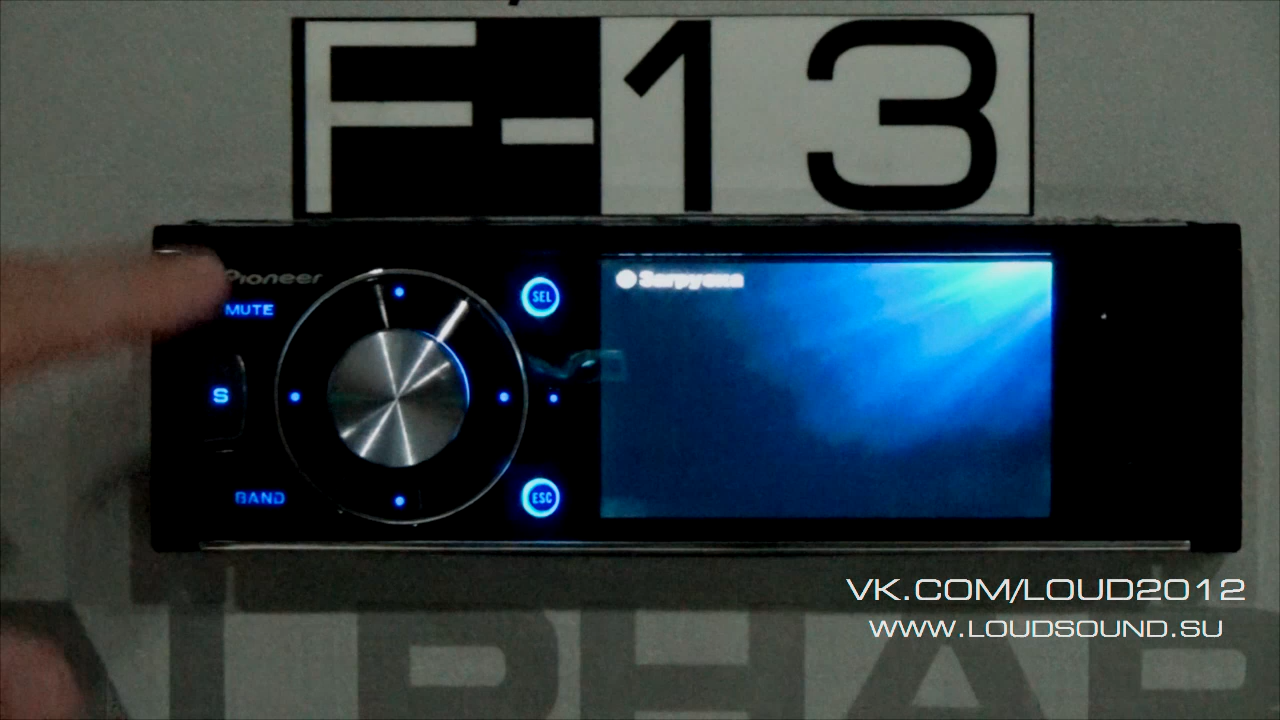 F-13
Pioneer
MUTE
SEL
Загрузка
S
BAND
ESC
VK.COM/LOUD2012
WWW.LOUDSOUND.SU